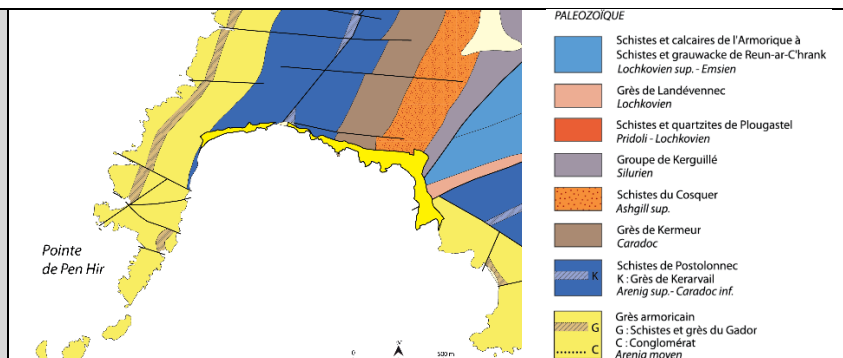 Pointe
de Pen Hir
0
N
500 m
PALEOZOÏQUE
Schistes et calcaires de l'Armorique à
Schistes et grauwacke de Reun-ar-C'hrank
Lochkovien sup. - Emsien
Grès de Landévennec
Lochkovien
Schistes et quartzites de Plougastel
Pridoli - Lochkovien
Groupe de Kerguillé
Silurien
Schistes du Cosquer
Ashgill sup.
Grès de Kermeur
Caradoc
Schistes de Postolonnec
K K : Grès de Kerarvail
Arenig sup.- Caradoc inf.
Grès armoricain
G G : Schistes et grès du Gador
C : Conglomérat
C Arenig moyen